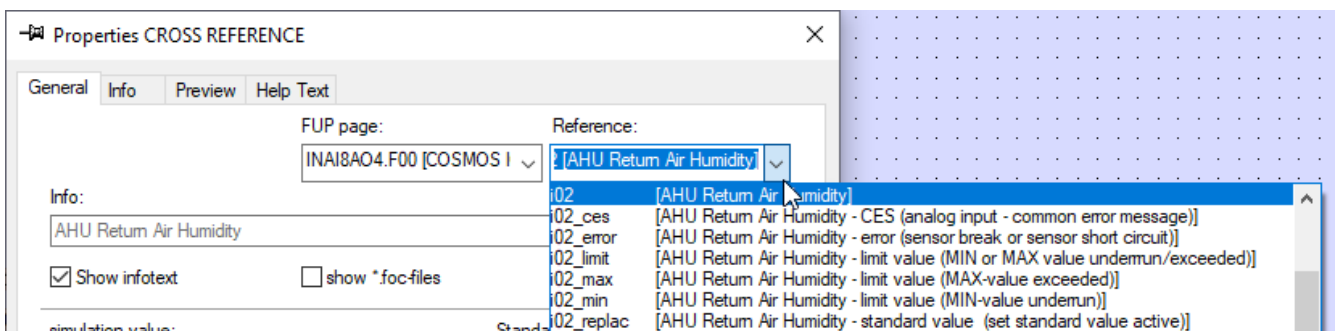 Properties CROSS REFERENCE
General Info Preview Help Text
FUP page: Reference:
INAI8AO4.F00 [COSMOS I [AHU Return Air Humidity]
Info:
AHU Return Air Humidity
i02 [AHU Return Air Humidity]
i02_ces [AHU Return Air Humidity - CES (analog input - common error message)]
i02_error [AHU Return Air Humidity - error (sensor break or sensor short circuit)]
i02_limit [AHU Return Air Humidity - limit value (MIN or MAX value underrun/exceeded)]
i02_max [AHU Return Air Humidity - limit value (MAX-value exceeded)]
i02_min [AHU Return Air Humidity - limit value (MIN-value underrun)]
i02_replac [AHU Return Air Humidity - standard value (set standard value active)]
Show infotext show *.foc-files
simulation value: Standa